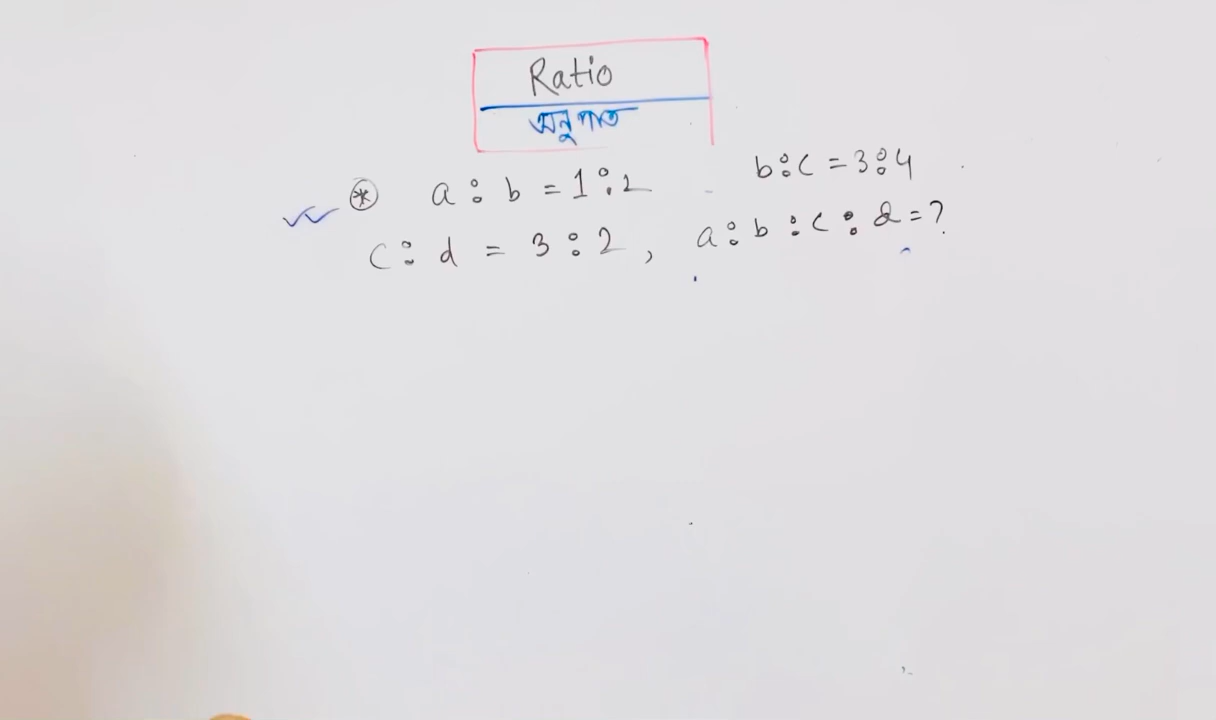 Ratio
অনুপাত
* a : b = 1 : 2 b : c = 3 : 4
c : d = 3 : 2 , a : b : c : d = ?